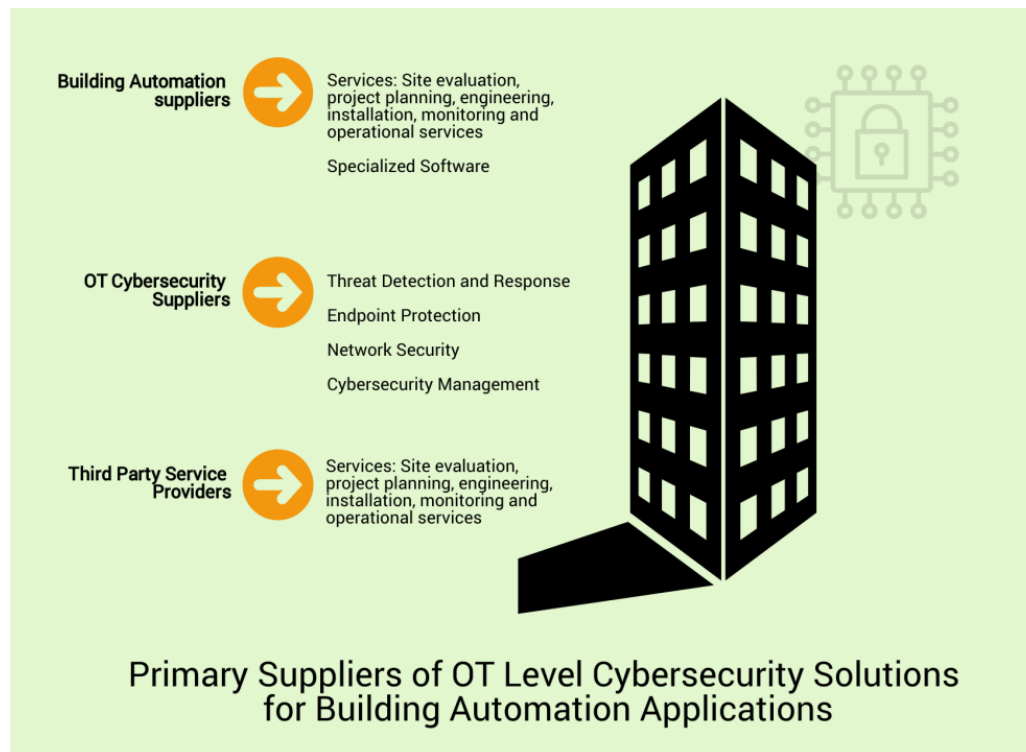 Building Automation
suppliers
Services: Site evaluation,
project planning, engineering,
installation, monitoring and
operational services
Specialized Software
OT Cybersecurity
Suppliers
Threat Detection and Response
Endpoint Protection
Network Security
Cybersecurity Management
Third Party Service
Providers
Services: Site evaluation,
project planning, engineering,
installation, monitoring and
operational services
Primary Suppliers of OT Level Cybersecurity Solutions
for Building Automation Applications